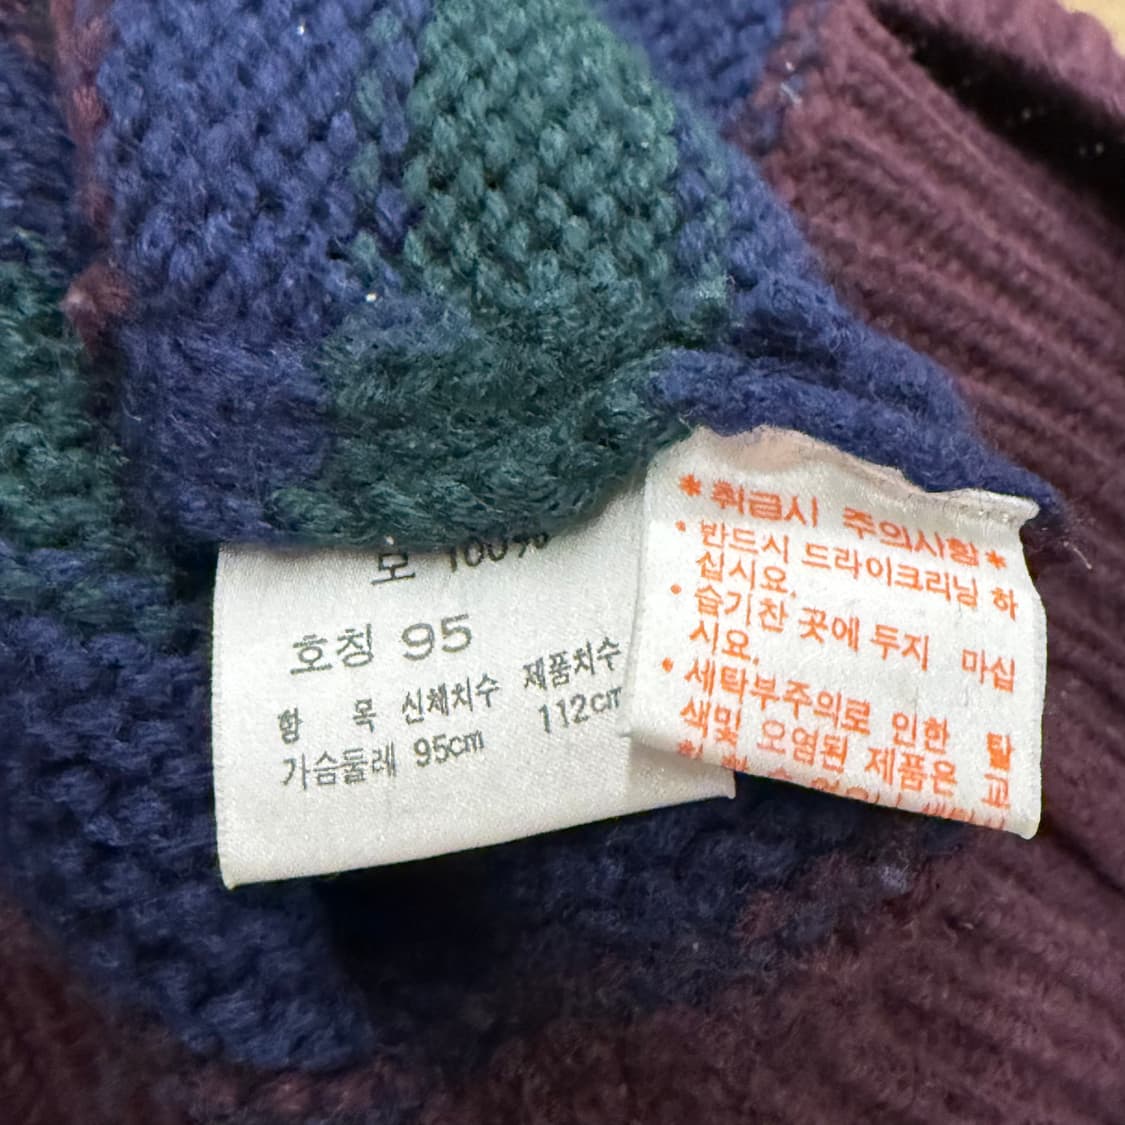 모 100%
호칭 95
항 목 신체치수 제품치수
가슴둘레 95cm 112cm
*취급시 주의사항*
• 반드시 드라이크리닝 하
십시요.
• 습기찬 곳에 두지 마십
시요.
• 세탁부주의로 인한 탈
색및 오염된 제품은 교